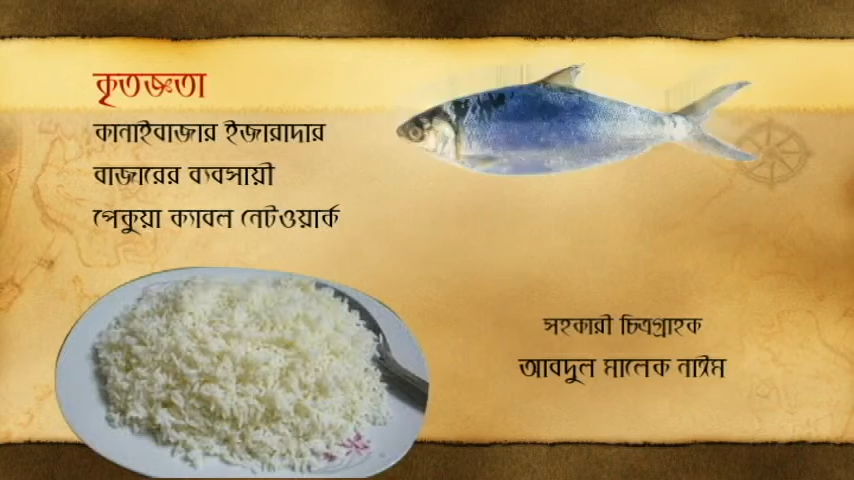 কৃতজ্ঞতা
কানাইবাজার ইজারাদার
বাজারের ব্যবসায়ী
পেকুয়া ক্যাবল নেটওয়ার্ক
সহকারী চিত্রগ্রাহক
আবদুল মালেক নাঈম